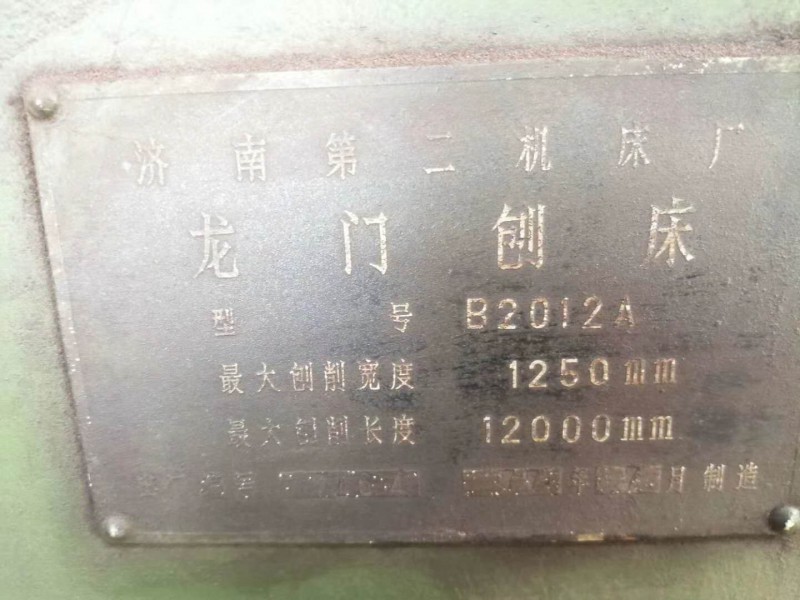 济南第二机床厂
龙门刨床
型号 B2012A
最大刨削宽度 1250mm
最大刨削长度 12000mm
年 月制造